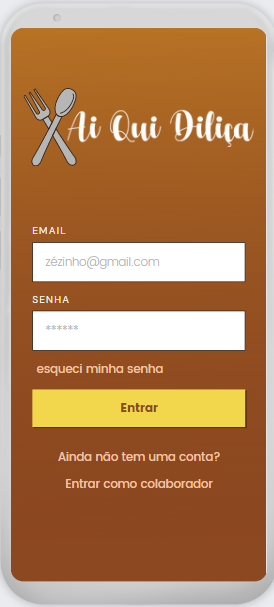 Ai Qui Diliça
EMAIL
zézinho@gmail.com
SENHA
******
esqueci minha senha
Entrar
Ainda não tem uma conta?
Entrar como colaborador